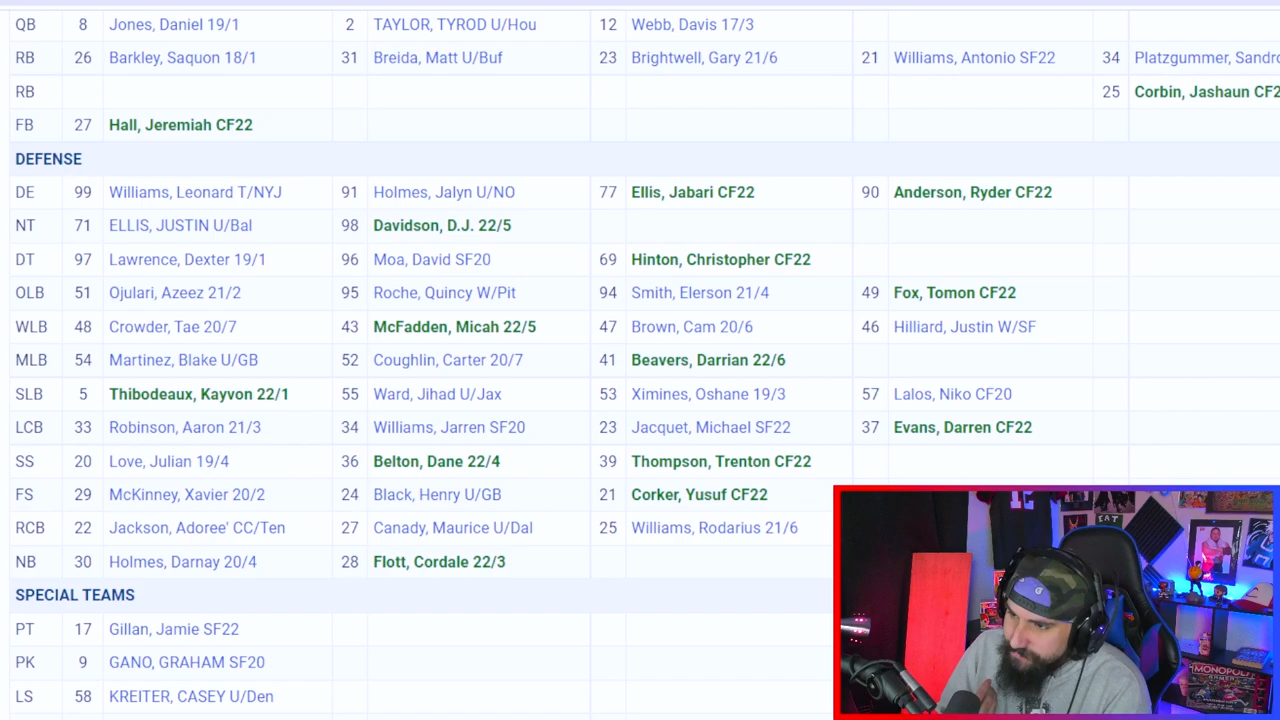 QB 8 Jones, Daniel 19/1 2 TAYLOR, TYROD U/Hou 12 Webb, Davis 17/3
RB 26 Barkley, Saquon 18/1 31 Breida, Matt U/Buf 23 Brightwell, Gary 21/6 21 Williams, Antonio SF22 34 Platzgummer, Sandro
RB 25 Corbin, Jashaun CF2
FB 27 Hall, Jeremiah CF22
DEFENSE
DE 99 Williams, Leonard T/NYJ 91 Holmes, Jalyn U/NO 77 Ellis, Jabari CF22 90 Anderson, Ryder CF22
NT 71 ELLIS, JUSTIN U/Bal 98 Davidson, D.J. 22/5
DT 97 Lawrence, Dexter 19/1 96 Moa, David SF20 69 Hinton, Christopher CF22
OLB 51 Ojulari, Azeez 21/2 95 Roche, Quincy W/Pit 94 Smith, Elerson 21/4 49 Fox, Tomon CF22
WLB 48 Crowder, Tae 20/7 43 McFadden, Micah 22/5 47 Brown, Cam 20/6 46 Hilliard, Justin W/SF
MLB 54 Martinez, Blake U/GB 52 Coughlin, Carter 20/7 41 Beavers, Darrian 22/6
SLB 5 Thibodeaux, Kayvon 22/1 55 Ward, Jihad U/Jax 53 Ximines, Oshane 19/3 57 Lalos, Niko CF20
LCB 33 Robinson, Aaron 21/3 34 Williams, Jarren SF20 23 Jacquet, Michael SF22 37 Evans, Darren CF22
SS 20 Love, Julian 19/4 36 Belton, Dane 22/4 39 Thompson, Trenton CF22
FS 29 McKinney, Xavier 20/2 24 Black, Henry U/GB 21 Corker, Yusuf CF22
RCB 22 Jackson, Adoree' CC/Ten 27 Canady, Maurice U/Dal 25 Williams, Rodarius 21/6
NB 30 Holmes, Darnay 20/4 28 Flott, Cordale 22/3
SPECIAL TEAMS
PT 17 Gillan, Jamie SF22
PK 9 GANO, GRAHAM SF20
LS 58 KREITER, CASEY U/Den
EAT
MONOPOLY
GAMER